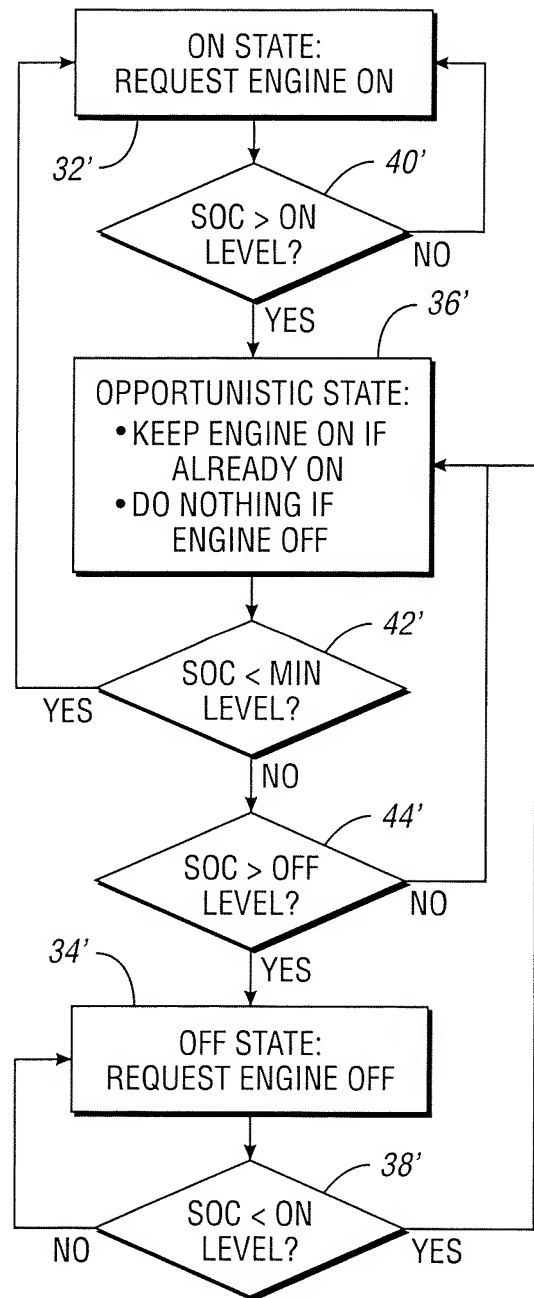 ON STATE:
REQUEST ENGINE ON
32'
40'
SOC > ON
LEVEL?
NO
YES
36'
OPPORTUNISTIC STATE:
• KEEP ENGINE ON IF
ALREADY ON
• DO NOTHING IF
ENGINE OFF
42'
SOC < MIN
LEVEL?
YES
NO
44'
SOC > OFF
LEVEL?
NO
YES
34'
OFF STATE:
REQUEST ENGINE OFF
38'
SOC < ON
LEVEL?
NO
YES